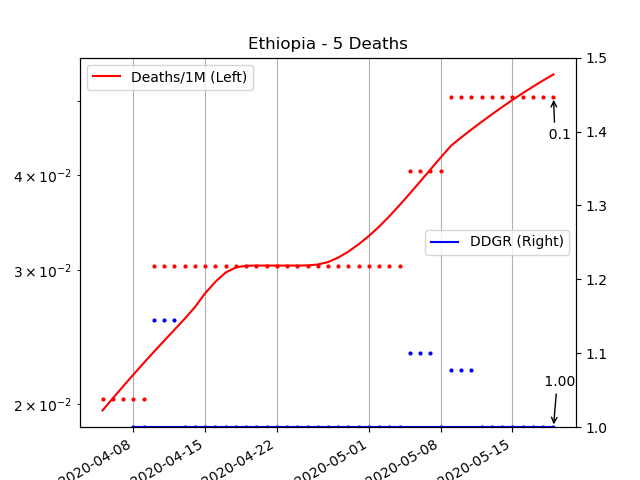 Ethiopia - 5 Deaths
Deaths/1M (Left)
DDGR (Right)
4 × 10⁻²
3 × 10⁻²
2 × 10⁻²
1.5
1.4
1.3
1.2
1.1
1.0
0.1
1.00
2020-04-08
2020-04-15
2020-04-22
2020-05-01
2020-05-08
2020-05-15